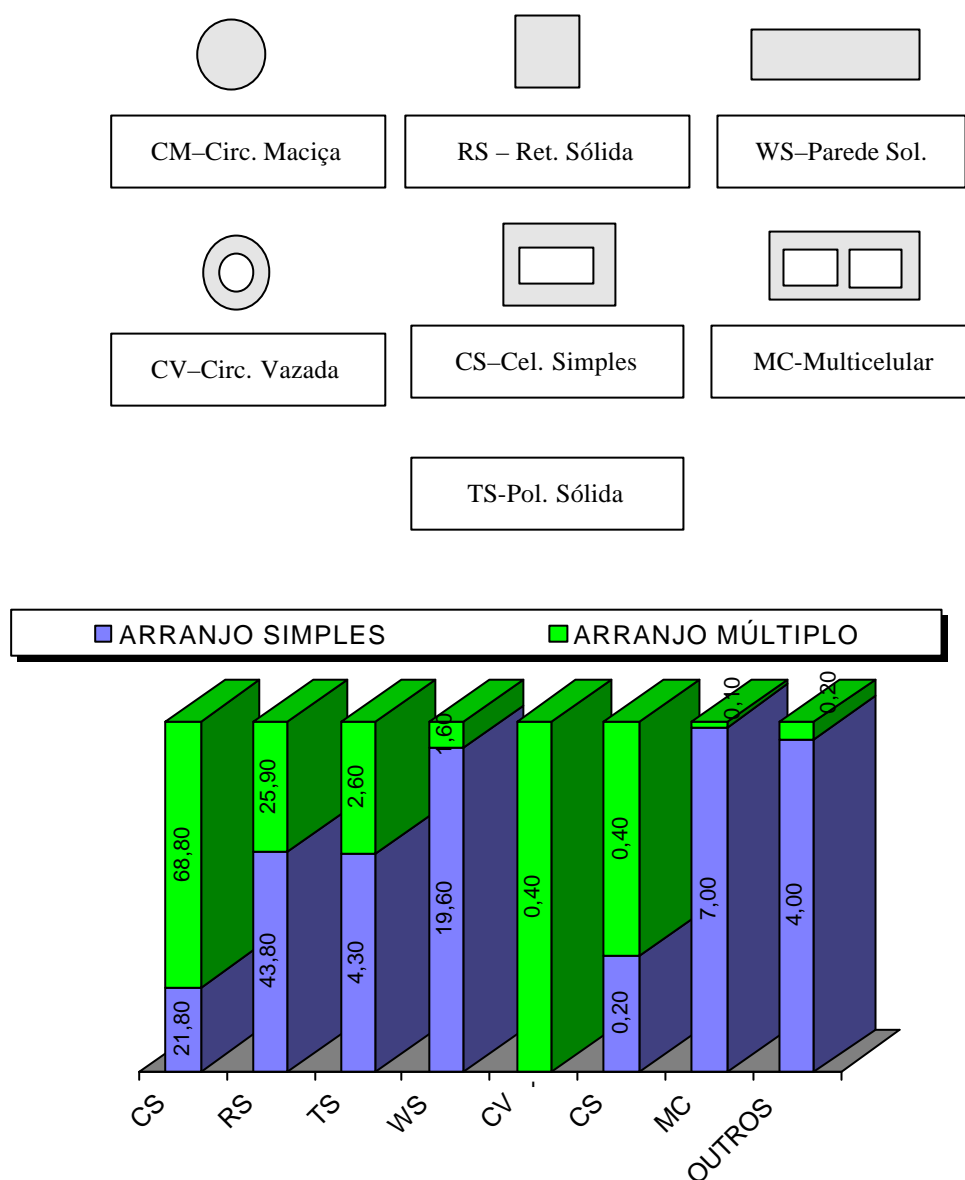 CM–Circ. Maciça
RS – Ret. Sólida
WS–Parede Sol.
CV–Circ. Vazada
CS–Cel. Simples
MC-Multicelular
TS-Pol. Sólida
ARRANJO SIMPLES
ARRANJO MÚLTIPLO
68,80
21,80
25,90
43,80
2,60
4,30
1,60
19,60
0,40
0,40
0,20
0,10
7,00
0,20
4,00
CS
RS
TS
WS
CV
CS
MC
OUTROS